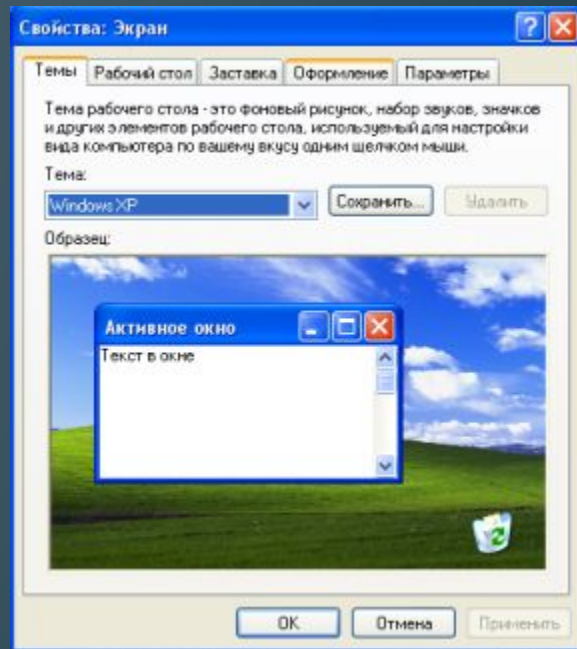 Свойства: Экран
Темы Рабочий стол Заставка Оформление Параметры
Тема рабочего стола - это фоновый рисунок, набор звуков, значков
и других элементов рабочего стола, используемый для настройки
вида компьютера по вашему вкусу одним щелчком мыши.
Тема:
Windows XP Сохранить... Удалить
Образец:
Активное окно
Текст в окне
OK Отмена Применить